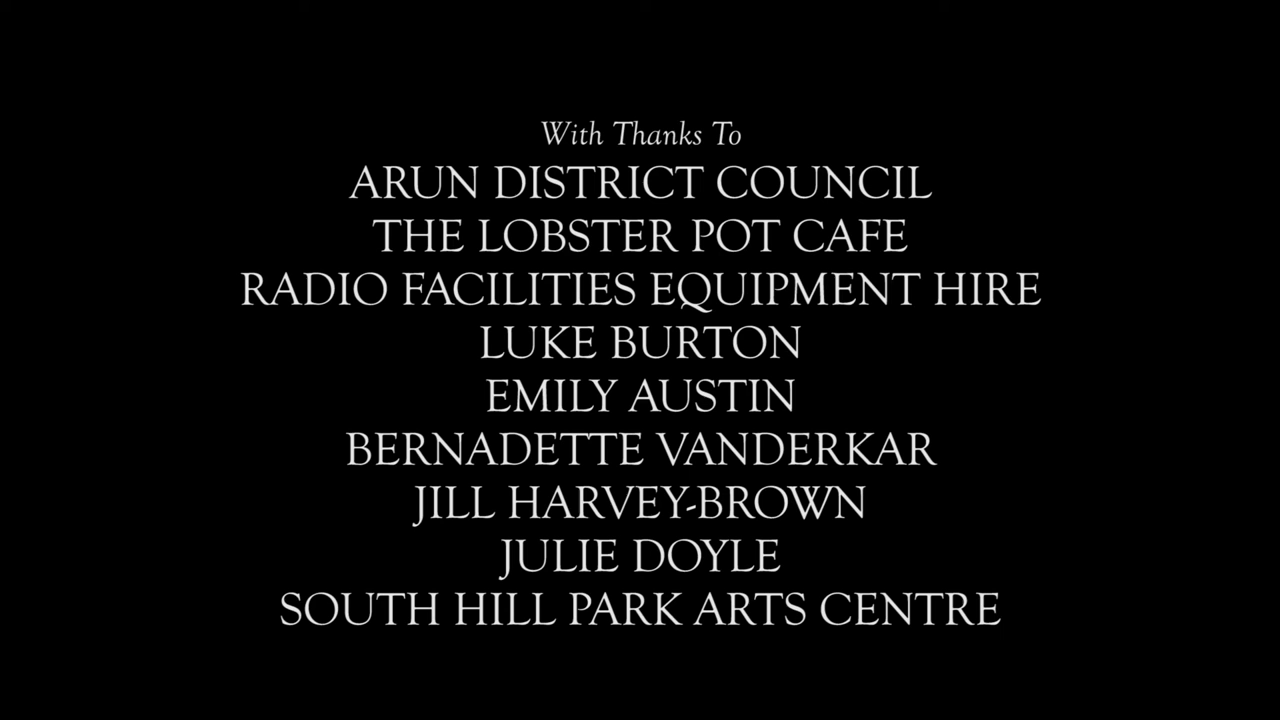 With Thanks To
ARUN DISTRICT COUNCIL
THE LOBSTER POT CAFE
RADIO FACILITIES EQUIPMENT HIRE
LUKE BURTON
EMILY AUSTIN
BERNADETTE VANDERKAR
JILL HARVEY-BROWN
JULIE DOYLE
SOUTH HILL PARK ARTS CENTRE